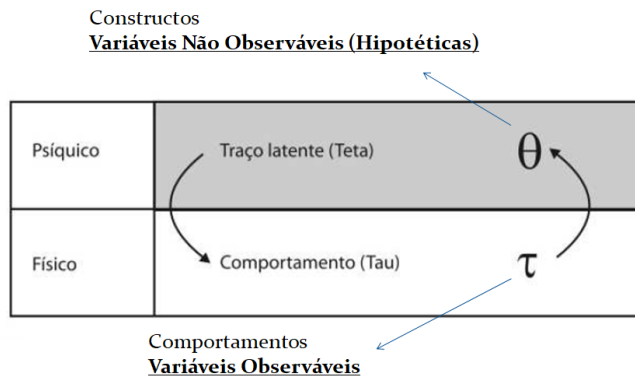 Constructos
Variáveis Não Observáveis (Hipotéticas)
Psíquico
Traço latente (Teta)
θ
Físico
Comportamento (Tau)
τ
Comportamentos
Variáveis Observáveis